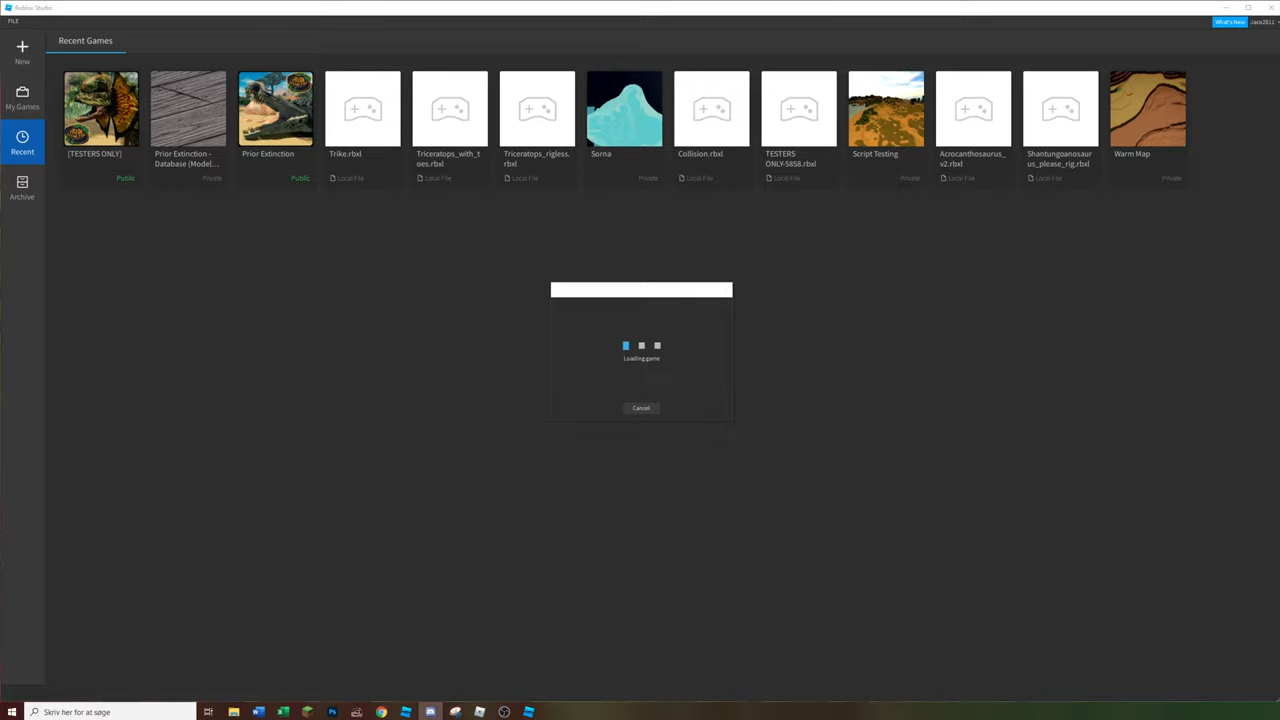 Roblox Studio
FILE
What's New
Jaco2811
New
My Games
Recent
Archive
Recent Games
[TESTERS ONLY]
Public
Prior Extinction -
Database (Model...
Private
Prior Extinction
Public
Trike.rbxl
Local File
Triceratops_with_t
oes.rbxl
Local File
Triceratops_rigless.
rbxl
Local File
Sorna
Private
Collision.rbxl
Local File
TESTERS
ONLY-5858.rbxl
Local File
Script Testing
Private
Acrocanthosaurus_
v2.rbxl
Local File
Shantungoanosaur
us_please_rig.rbxl
Local File
Warm Map
Private
Loading game
Cancel
Skriv her for at søge